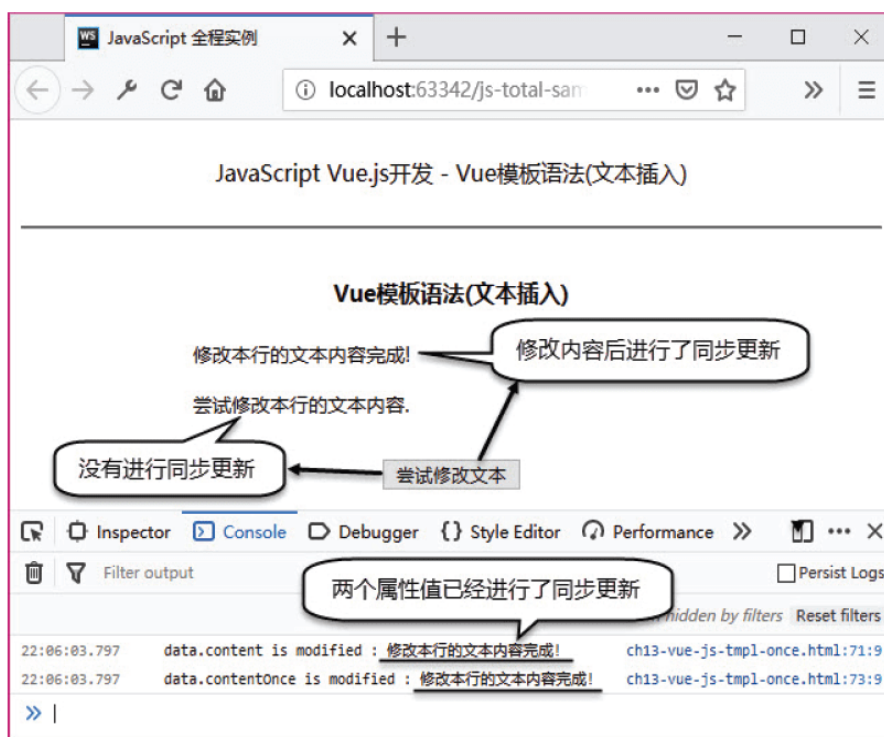 JavaScript 全程实例
localhost:63342/js-total-sam
JavaScript Vue.js开发 - Vue模板语法(文本插入)
Vue模板语法(文本插入)
修改本行的文本内容完成!
修改内容后进行了同步更新
尝试修改本行的文本内容.
没有进行同步更新
尝试修改文本
Inspector Console Debugger {} Style Editor Performance
Filter output
两个属性值已经进行了同步更新
Persist Logs
hidden by filters Reset filters
22:06:03.797 data.content is modified : 修改本行的文本内容完成! ch13-vue-js-tmpl-once.html:71:9
22:06:03.797 data.contentOnce is modified : 修改本行的文本内容完成! ch13-vue-js-tmpl-once.html:73:9